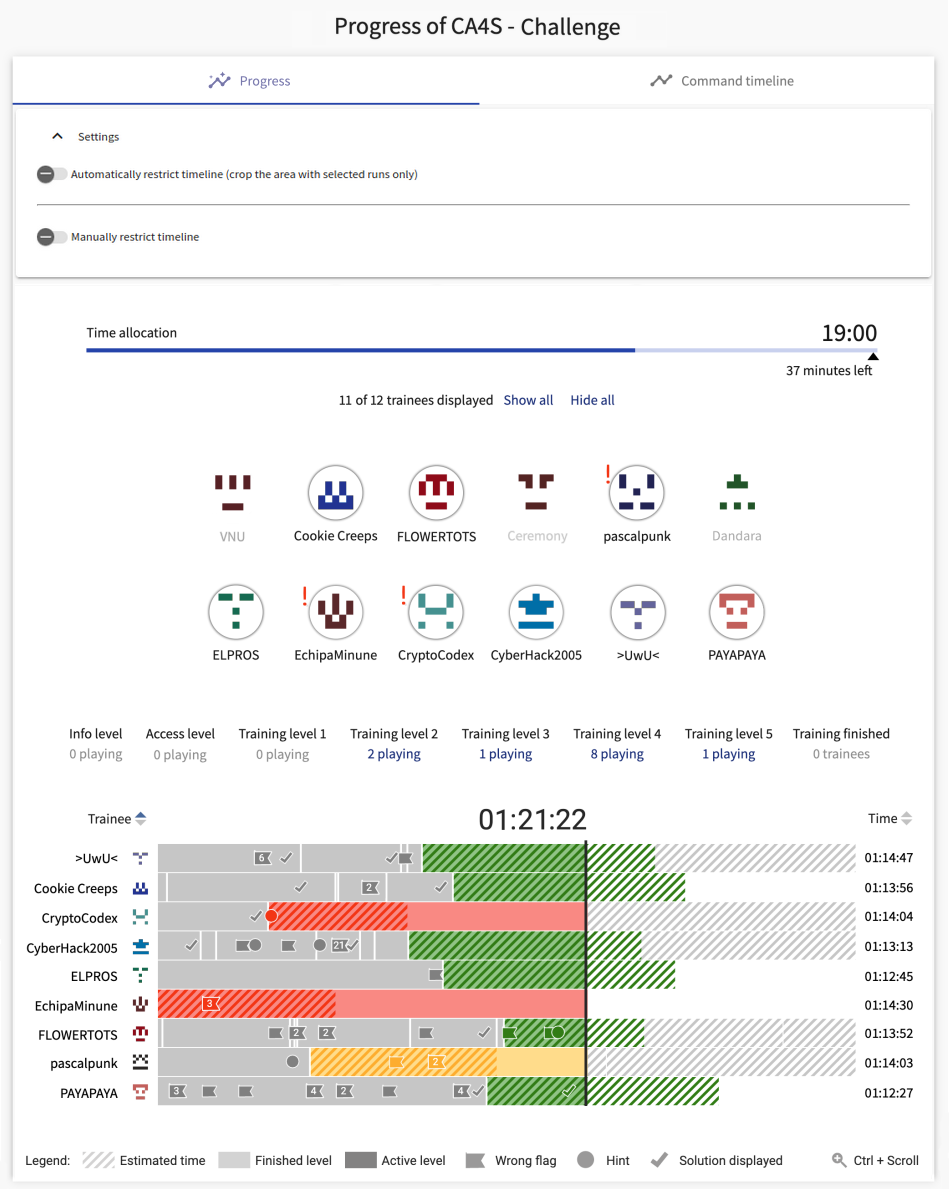 Progress of CA4S - Challenge
Progress
Command timeline
Settings
Automatically restrict timeline (crop the area with selected runs only)
Manually restrict timeline
Time allocation
19:00
37 minutes left
11 of 12 trainees displayed Show all Hide all
VNU
Cookie Creeps
FLOWERTOTS
Ceremony
!
pascalpunk
Dandara
ELPROS
!
EchipaMinune
!
CryptoCodex
CyberHack2005
>UwU<
PAYAPAYA
Info level Access level Training level 1 Training level 2 Training level 3 Training level 4 Training level 5 Training finished
0 playing 0 playing 0 playing 2 playing 1 playing 8 playing 1 playing 0 trainees
Trainee
01:21:22
Time
>UwU< 6 01:14:47
Cookie Creeps 2 01:13:56
CryptoCodex 01:14:04
CyberHack2005 21 01:13:13
ELPROS 01:12:45
EchipaMinune 3 01:14:30
FLOWERTOTS 2 2 01:13:52
pascalpunk 2 01:14:03
PAYAPAYA 3 4 2 4 01:12:27
Legend: Estimated time Finished level Active level Wrong flag Hint Solution displayed Ctrl + Scroll